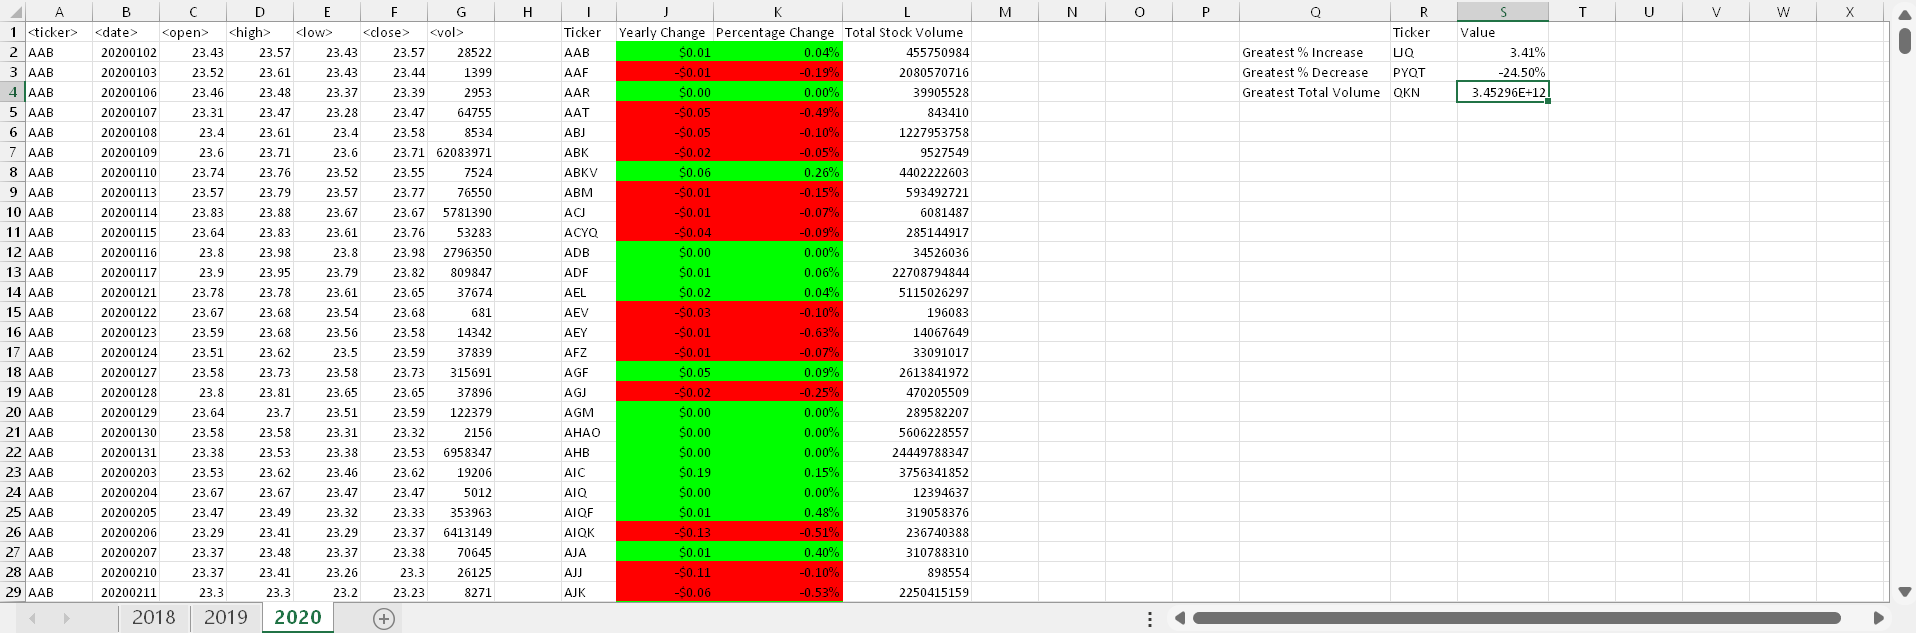 A B C D E F G H I J K L M N O P Q R S T U V W X
1 <ticker> <date> <open> <high> <low> <close> <vol> Ticker Yearly Change Percentage Change Total Stock Volume Ticker Value
2 AAB 20200102 23.43 23.57 23.43 23.57 28522 AAB $0.01 0.04% 455750984 Greatest % Increase LJQ 3.41%
3 AAB 20200103 23.52 23.61 23.43 23.44 1399 AAF -$0.01 -0.19% 2080570716 Greatest % Decrease PYQT -24.50%
4 AAB 20200106 23.46 23.48 23.37 23.39 2953 AAR $0.00 0.00% 39905528 Greatest Total Volume QKN 3.45296E+12
5 AAB 20200107 23.31 23.47 23.28 23.47 64755 AAT -$0.05 -0.49% 843410
6 AAB 20200108 23.4 23.61 23.4 23.58 8534 ABJ -$0.05 -0.10% 1227953758
7 AAB 20200109 23.6 23.71 23.6 23.71 62083971 ABK -$0.02 -0.05% 9527549
8 AAB 20200110 23.74 23.76 23.52 23.55 7524 ABKV $0.06 0.26% 4402222603
9 AAB 20200113 23.57 23.79 23.57 23.77 76550 ABM -$0.01 -0.15% 593492721
10 AAB 20200114 23.83 23.88 23.67 23.67 5781390 ACJ -$0.01 -0.07% 6081487
11 AAB 20200115 23.64 23.83 23.61 23.76 53283 ACYQ -$0.04 -0.09% 285144917
12 AAB 20200116 23.8 23.98 23.8 23.98 2796350 ADB $0.00 0.00% 34526036
13 AAB 20200117 23.9 23.95 23.79 23.82 809847 ADF $0.01 0.06% 22708794844
14 AAB 20200121 23.78 23.78 23.61 23.65 37674 AEL $0.02 0.04% 5115026297
15 AAB 20200122 23.67 23.68 23.54 23.68 681 AEV -$0.03 -0.10% 196083
16 AAB 20200123 23.59 23.68 23.56 23.58 14342 AEY -$0.01 -0.63% 14067649
17 AAB 20200124 23.51 23.62 23.5 23.59 37839 AFZ -$0.01 -0.07% 33091017
18 AAB 20200127 23.58 23.73 23.58 23.73 315691 AGF $0.05 0.09% 2613841972
19 AAB 20200128 23.8 23.81 23.65 23.65 37896 AGJ -$0.02 -0.25% 470205509
20 AAB 20200129 23.64 23.7 23.51 23.59 122379 AGM $0.00 0.00% 289582207
21 AAB 20200130 23.58 23.58 23.31 23.32 2156 AHAO $0.00 0.00% 5606228557
22 AAB 20200131 23.38 23.53 23.38 23.53 6958347 AHB $0.00 0.00% 24449788347
23 AAB 20200203 23.53 23.62 23.46 23.62 19206 AIC $0.19 0.15% 3756341852
24 AAB 20200204 23.67 23.67 23.47 23.47 5012 AIQ $0.00 0.00% 12394637
25 AAB 20200205 23.47 23.49 23.32 23.33 353963 AIQF $0.01 0.48% 319058376
26 AAB 20200206 23.29 23.41 23.29 23.37 6413149 AIQK -$0.13 -0.51% 236740388
27 AAB 20200207 23.37 23.48 23.37 23.38 70645 AJA $0.01 0.40% 310788310
28 AAB 20200210 23.37 23.41 23.26 23.3 26125 AJJ -$0.11 -0.10% 898554
29 AAB 20200211 23.3 23.3 23.2 23.23 8271 AJK -$0.06 -0.53% 2250415159
2018 2019 2020